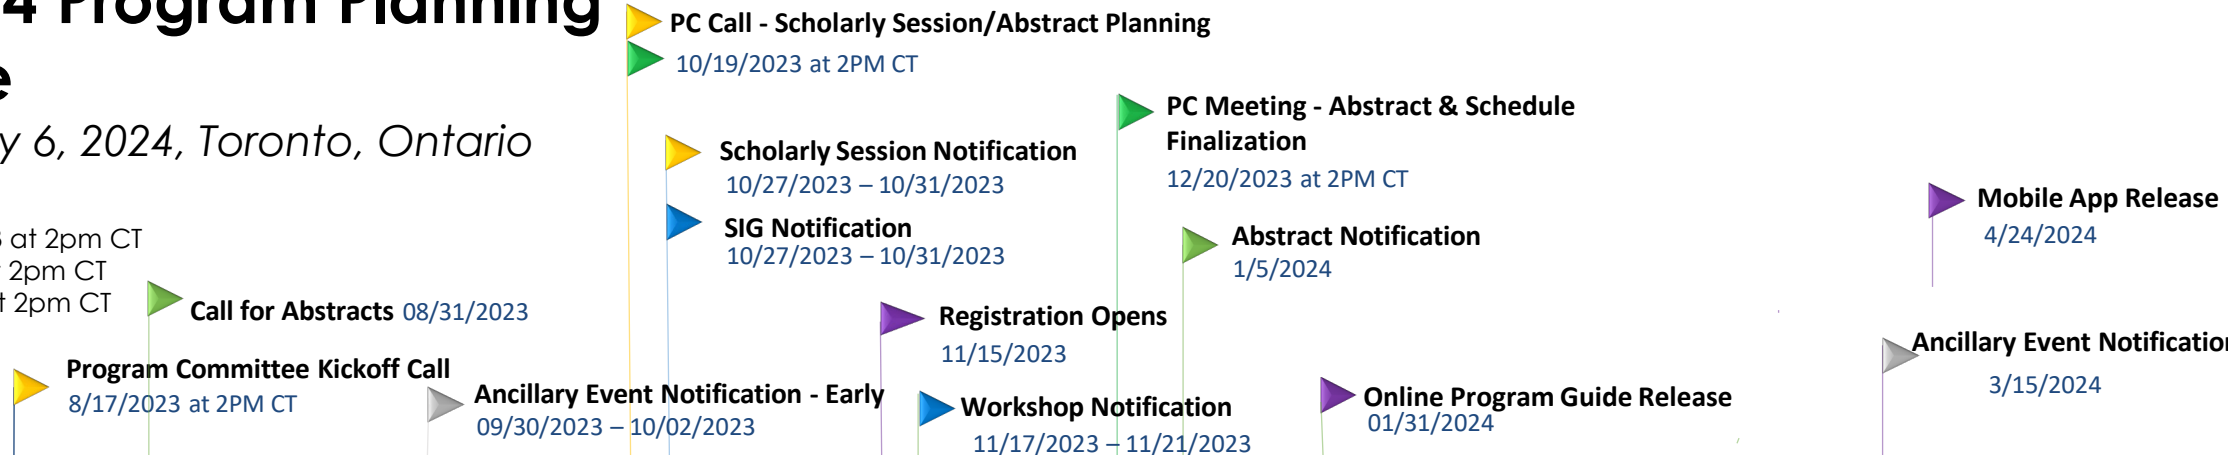 4 Program Planning
e
y 6, 2024, Toronto, Ontario
at 2pm CT
2pm CT
2pm CT
PC Call - Scholarly Session/Abstract Planning
10/19/2023 at 2PM CT
PC Meeting - Abstract & Schedule
Finalization
12/20/2023 at 2PM CT
Scholarly Session Notification
10/27/2023 – 10/31/2023
SIG Notification
10/27/2023 – 10/31/2023
Mobile App Release
4/24/2024
Abstract Notification
1/5/2024
Call for Abstracts 08/31/2023
Registration Opens
11/15/2023
Ancillary Event Notification
3/15/2024
Program Committee Kickoff Call
8/17/2023 at 2PM CT
Ancillary Event Notification - Early
09/30/2023 – 10/02/2023
Workshop Notification
11/17/2023 – 11/21/2023
Online Program Guide Release
01/31/2024